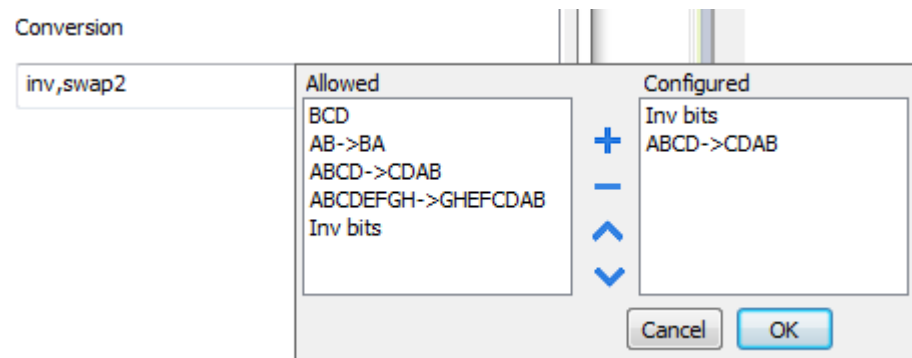 Conversion
inv,swap2
Allowed
BCD
AB->BA
ABCD->CDAB
ABCDEFGH->GHEFCDAB
Inv bits
Configured
Inv bits
ABCD->CDAB
Cancel
OK